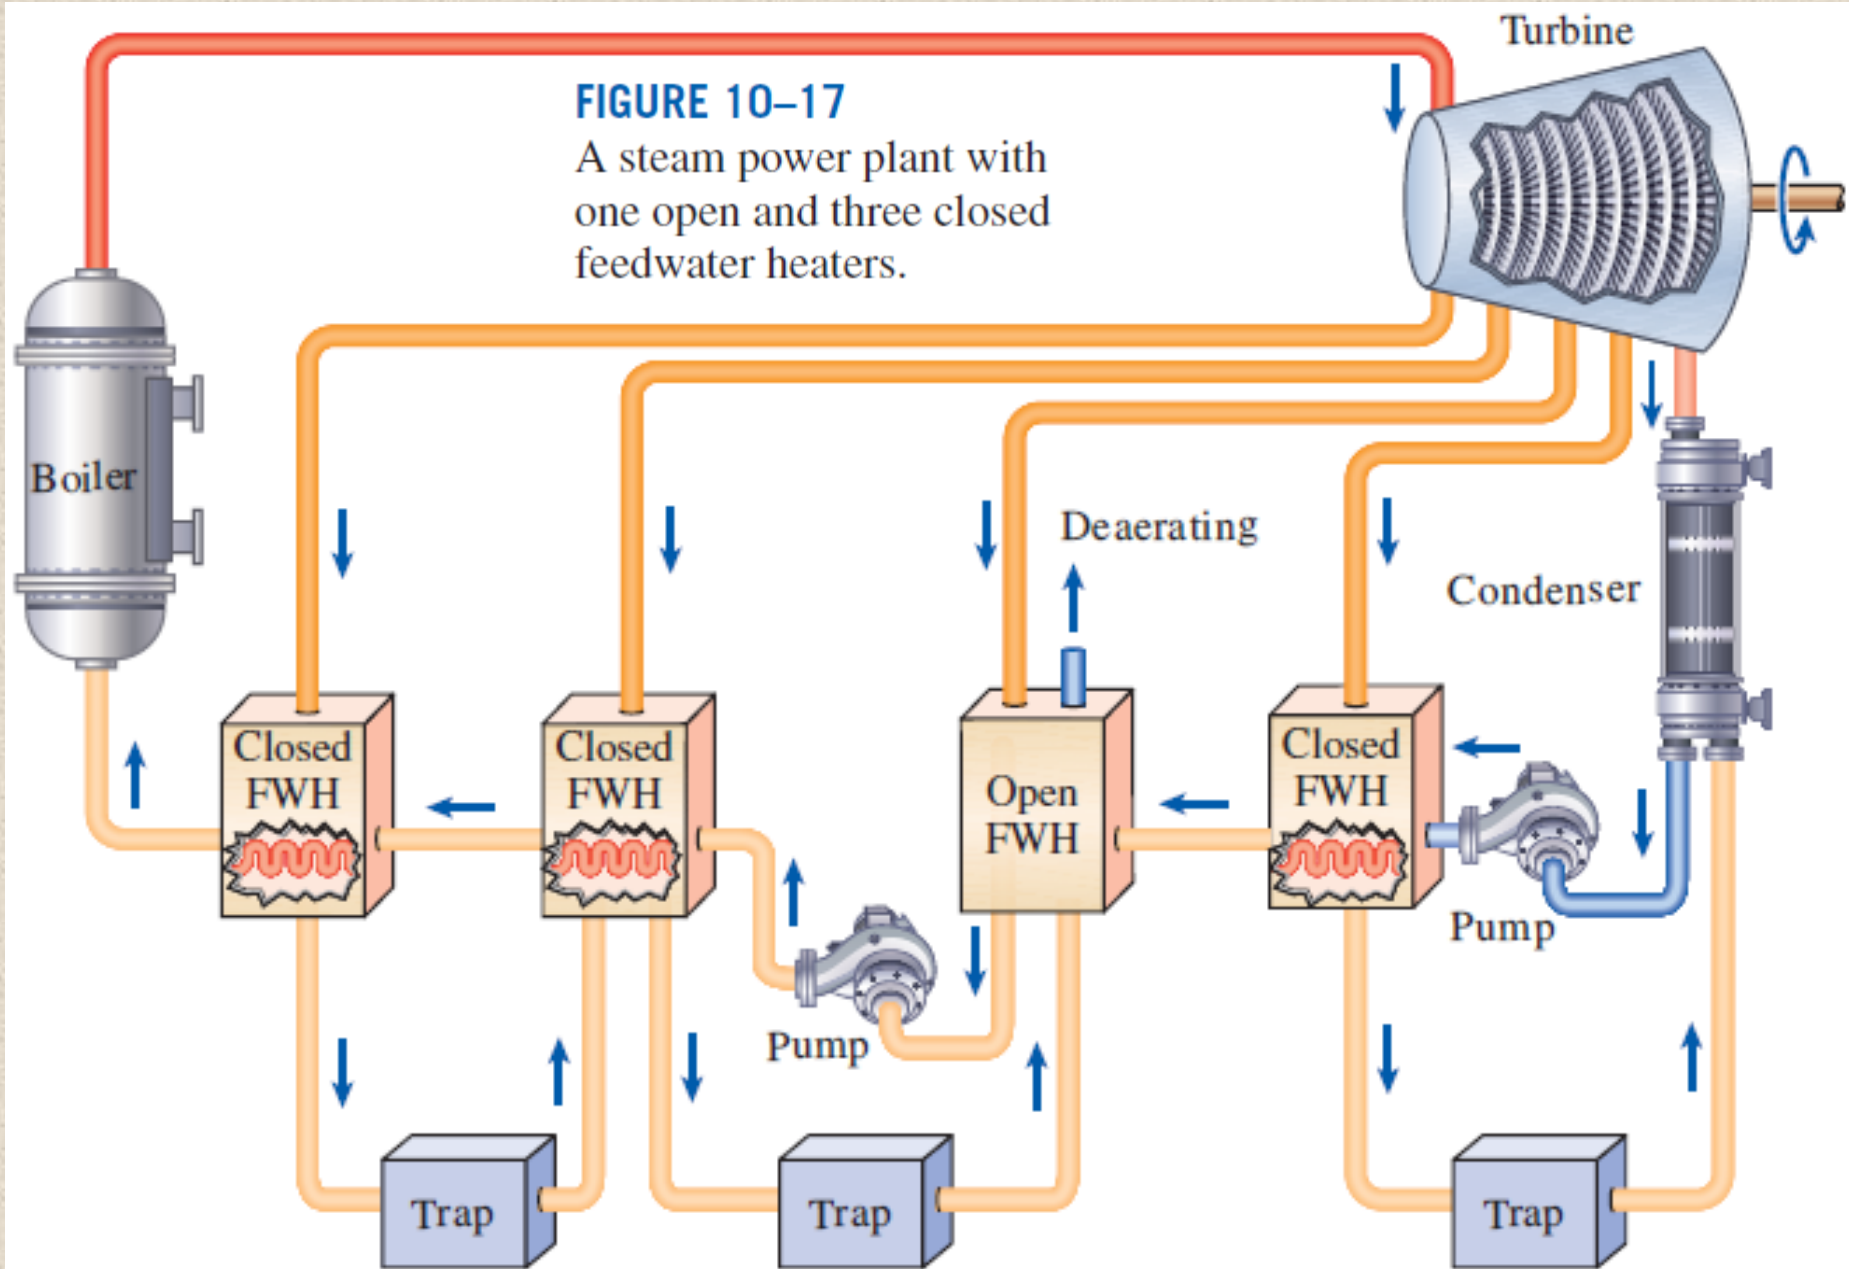 Turbine
FIGURE 10–17
A steam power plant with
one open and three closed
feedwater heaters.
Boiler
Deaerating
Condenser
Closed
FWH
Closed
FWH
Open
FWH
Closed
FWH
Pump
Pump
Trap
Trap
Trap